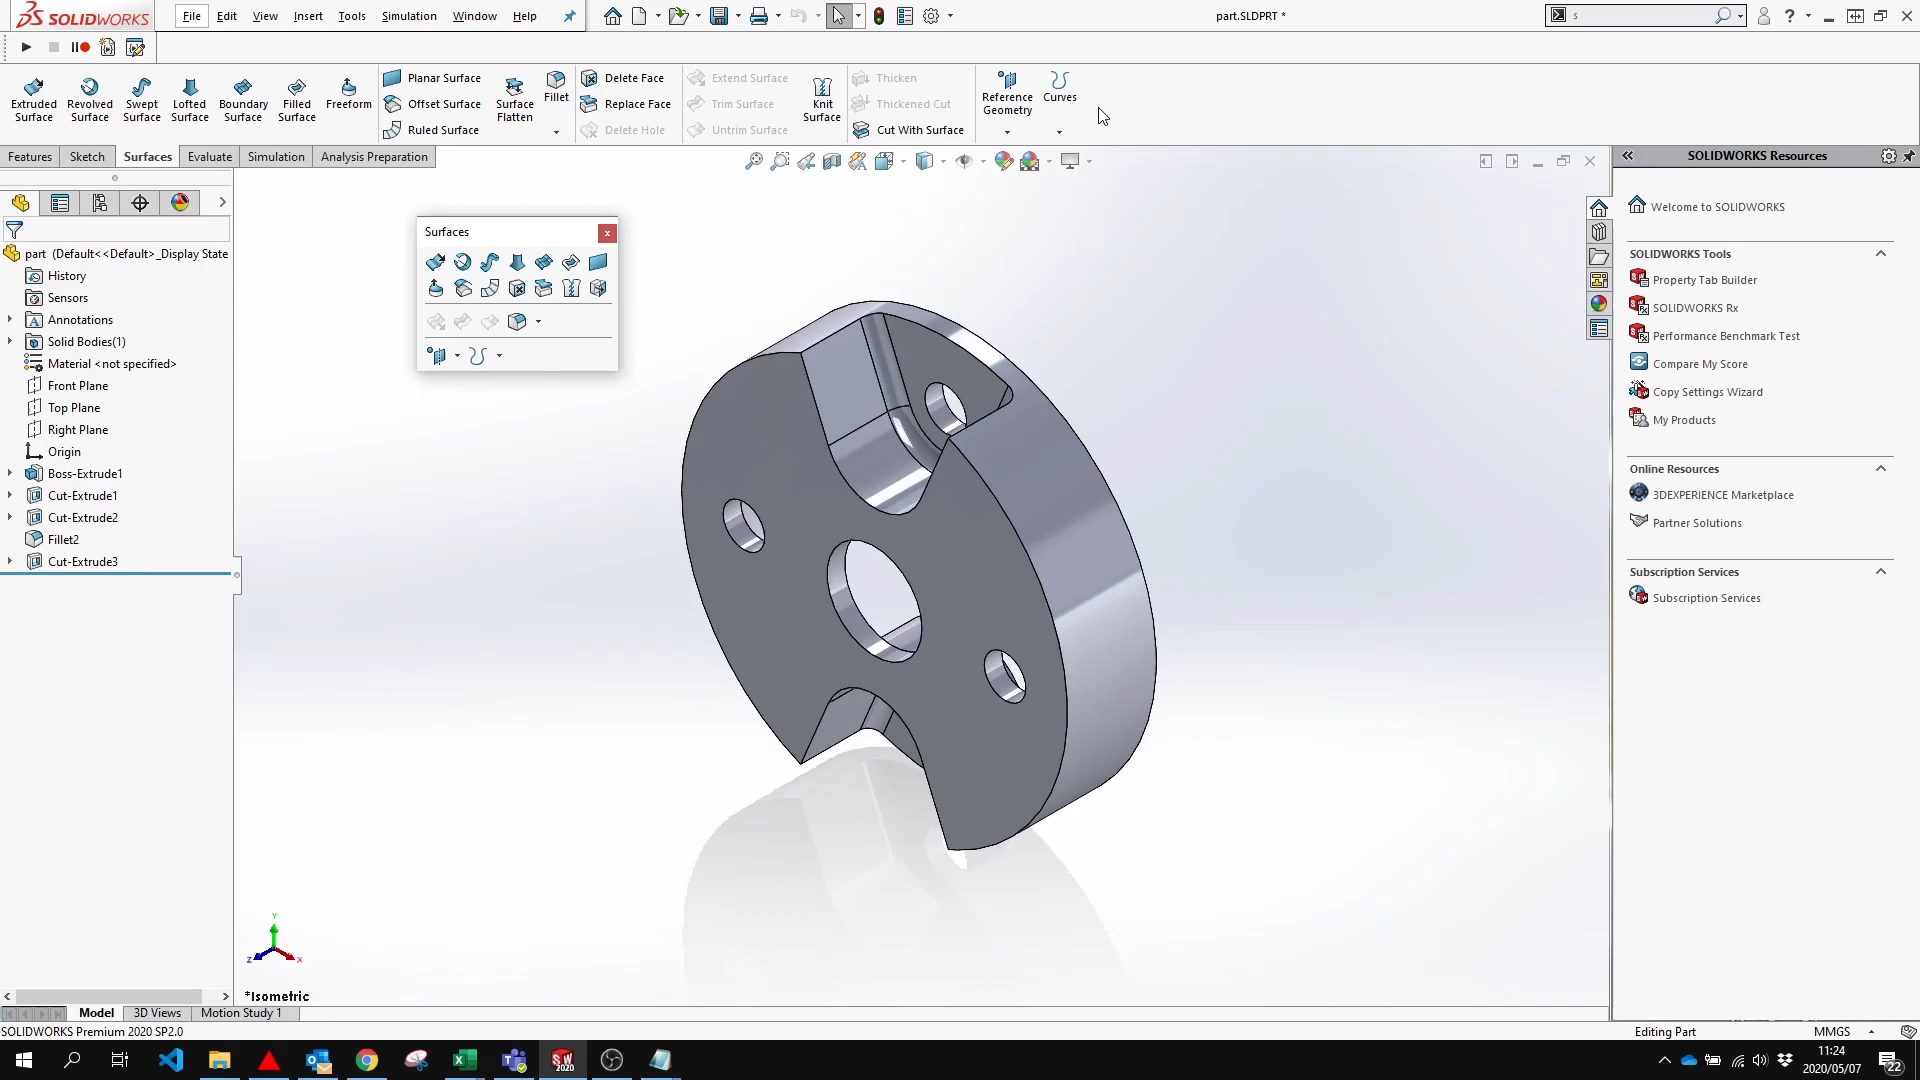 SOLIDWORKS
File Edit View Insert Tools Simulation Window Help
part.SLDPRT *
s
Extruded Surface
Revolved Surface
Swept Surface
Lofted Surface
Boundary Surface
Filled Surface
Freeform
Planar Surface
Offset Surface
Ruled Surface
Surface Flatten
Fillet
Delete Face
Replace Face
Delete Hole
Extend Surface
Trim Surface
Untrim Surface
Knit Surface
Thicken
Thickened Cut
Cut With Surface
Reference Geometry
Curves
Features Sketch Surfaces Evaluate Simulation Analysis Preparation
part (Default<<Default>_Display State
History
Sensors
Annotations
Solid Bodies(1)
Material <not specified>
Front Plane
Top Plane
Right Plane
Origin
Boss-Extrude1
Cut-Extrude1
Cut-Extrude2
Fillet2
Cut-Extrude3
Surfaces
Y
Z
X
*Isometric
SOLIDWORKS Resources
Welcome to SOLIDWORKS
SOLIDWORKS Tools
Property Tab Builder
SOLIDWORKS Rx
Performance Benchmark Test
Compare My Score
Copy Settings Wizard
My Products
Online Resources
3DEXPERIENCE Marketplace
Partner Solutions
Subscription Services
Subscription Services
Model 3D Views Motion Study 1
SOLIDWORKS Premium 2020 SP2.0
Editing Part
MMGS
11:24
2020/05/07
22